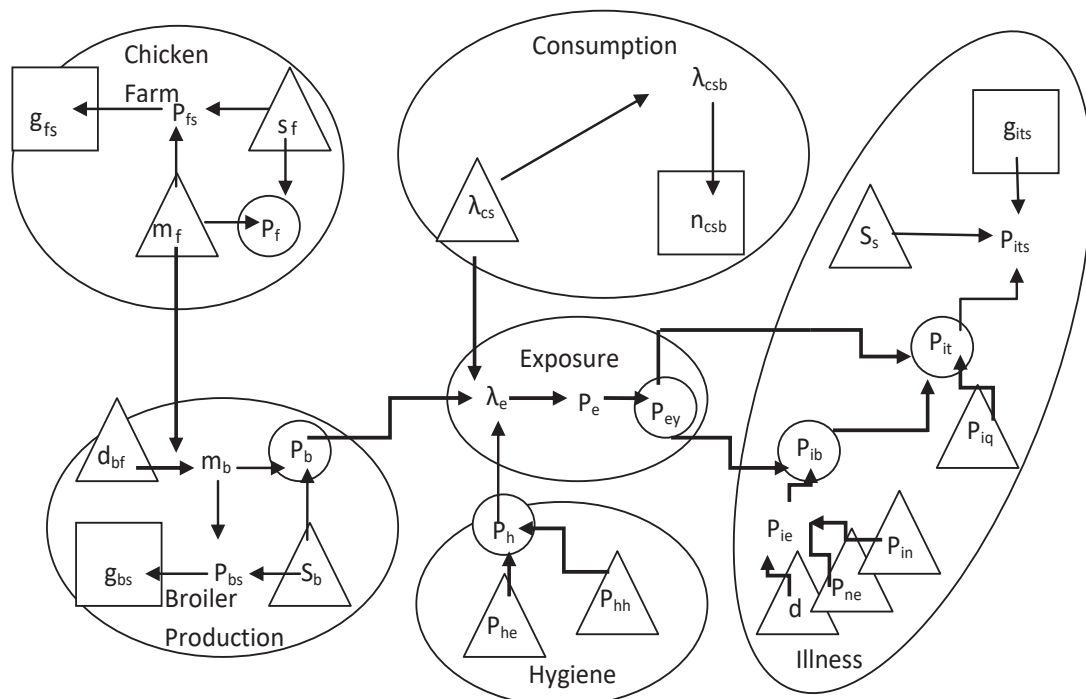 Chicken
Farm
g_fs
P_fs
s_f
m_f
P_f
Consumption
λ_csb
λ_cs
n_csb
g_its
S_s
P_its
P_it
P_iq
Exposure
λ_e
P_e
P_ey
P_ib
d_bf
m_b
P_b
g_bs
P_bs
S_b
Broiler
Production
P_h
P_he
P_hh
Hygiene
P_ie
P_in
P_ne
d
Illness